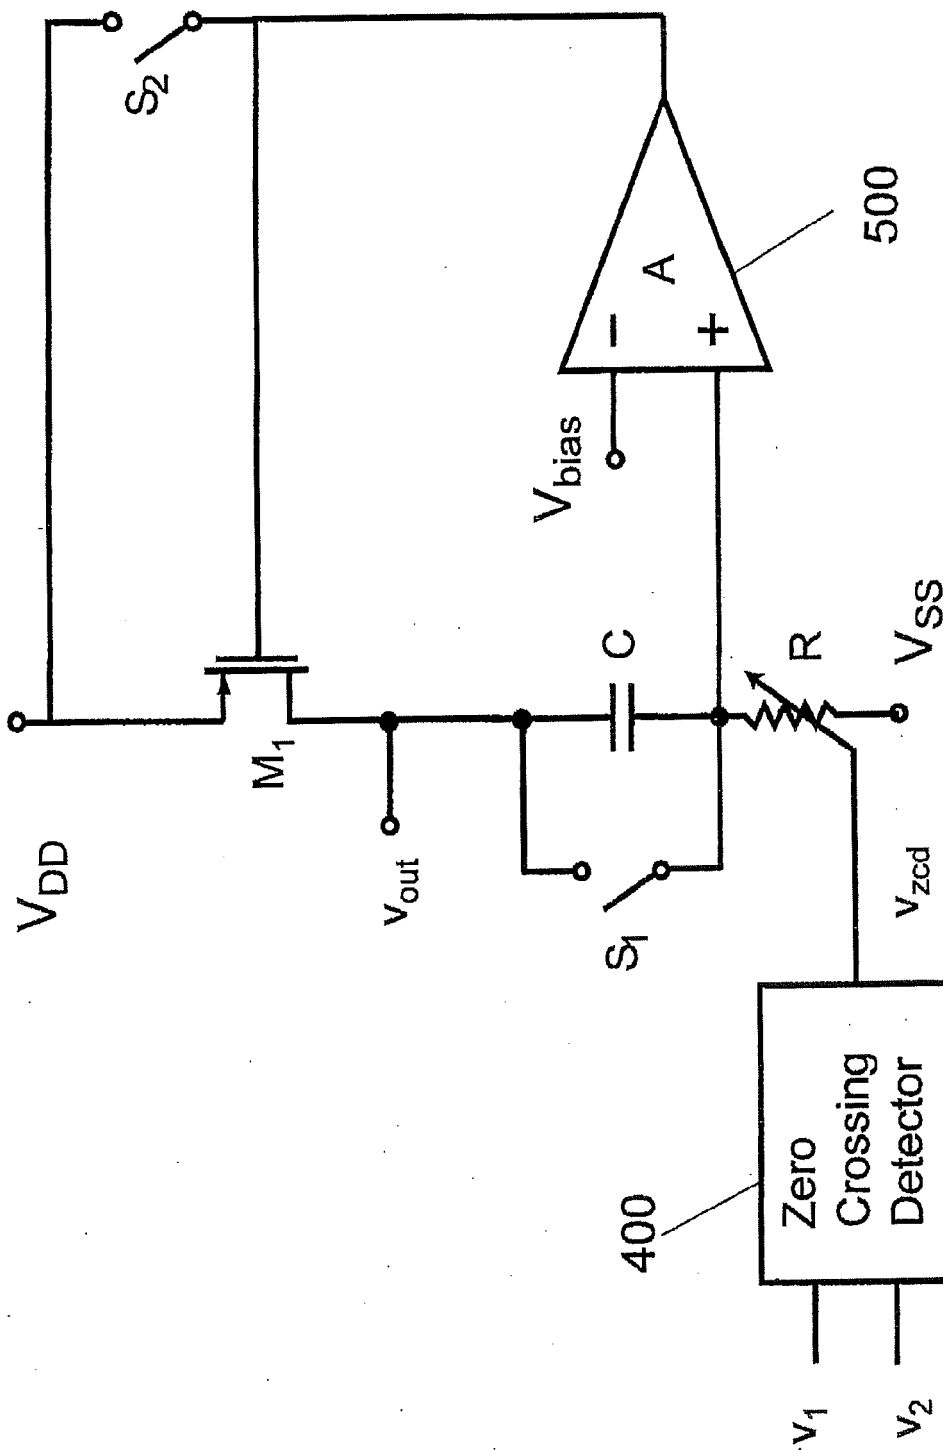 V_DD
S_2
M_1
v_out
S_1
C
V_bias
-
+
A
500
R
V_SS
v_zcd
400
Zero
Crossing
Detector
v_1
v_2